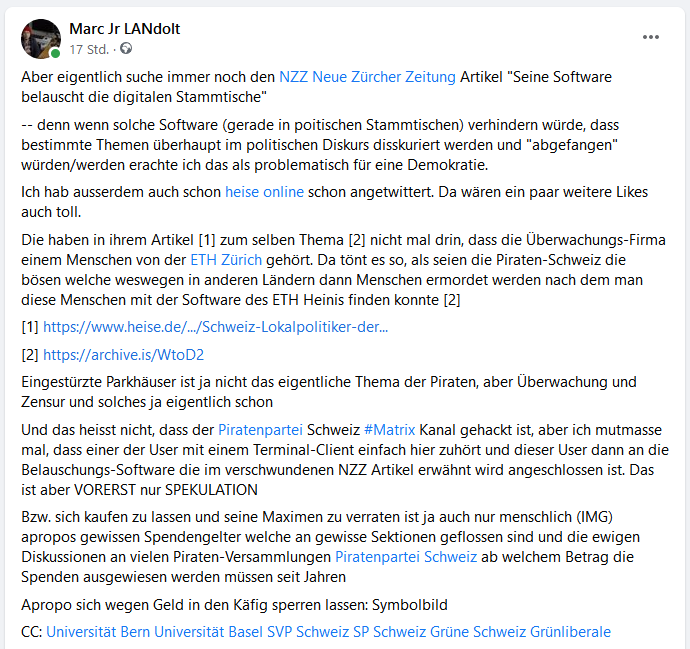 Marc Jr LANdolt
17 Std. ·
Aber eigentlich suche immer noch den NZZ Neue Zürcher Zeitung Artikel "Seine Software
belauscht die digitalen Stammtische"
-- denn wenn solche Software (gerade in poitischen Stammtischen) verhindern würde, dass
bestimmte Themen überhaupt im politischen Diskurs disskuriert werden und "abgefangen"
würden/werden erachte ich das als problematisch für eine Demokratie.
Ich hab ausserdem auch schon heise online schon angetwittert. Da wären ein paar weitere Likes
auch toll.
Die haben in ihrem Artikel [1] zum selben Thema [2] nicht mal drin, dass die Überwachungs-Firma
einem Menschen von der ETH Zürich gehört. Da tönt es so, als seien die Piraten-Schweiz die
bösen welche weswegen in anderen Ländern dann Menschen ermordet werden nach dem man
diese Menschen mit der Software des ETH Heinis finden konnte [2]
[1] https://www.heise.de/.../Schweiz-Lokalpolitiker-der...
[2] https://archive.is/WtoD2
Eingestürzte Parkhäuser ist ja nicht das eigentliche Thema der Piraten, aber Überwachung und
Zensur und solches ja eigentlich schon
Und das heisst nicht, dass der Piratenpartei Schweiz #Matrix Kanal gehackt ist, aber ich mutmasse
mal, dass einer der User mit einem Terminal-Client einfach hier zuhört und dieser User dann an die
Belauschungs-Software die im verschwundenen NZZ Artikel erwähnt wird angeschlossen ist. Das
ist aber VORERST nur SPEKULATION
Bzw. sich kaufen zu lassen und seine Maximen zu verraten ist ja auch nur menschlich (IMG)
apropos gewissen Spendengelter welche an gewisse Sektionen geflossen sind und die ewigen
Diskussionen an vielen Piraten-Versammlungen Piratenpartei Schweiz ab welchem Betrag die
Spenden ausgewiesen werden müssen seit Jahren
Apropo sich wegen Geld in den Käfig sperren lassen: Symbolbild
CC: Universität Bern Universität Basel SVP Schweiz SP Schweiz Grüne Schweiz Grünliberale